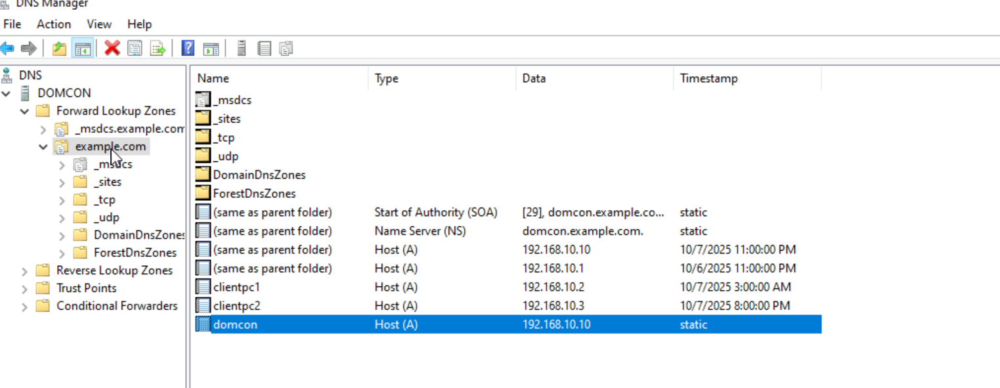 DNS Manager
File Action View Help
DNS
DOMCON
Forward Lookup Zones
_msdcs.example.com
example.com
_msdcs
_sites
_tcp
_udp
DomainDnsZones
ForestDnsZones
Reverse Lookup Zones
Trust Points
Conditional Forwarders
Name Type Data Timestamp
_msdcs
_sites
_tcp
_udp
DomainDnsZones
ForestDnsZones
(same as parent folder) Start of Authority (SOA) [29], domcon.example.co... static
(same as parent folder) Name Server (NS) domcon.example.com. static
(same as parent folder) Host (A) 192.168.10.10 10/7/2025 11:00:00 PM
(same as parent folder) Host (A) 192.168.10.1 10/6/2025 11:00:00 PM
clientpc1 Host (A) 192.168.10.2 10/7/2025 3:00:00 AM
clientpc2 Host (A) 192.168.10.3 10/7/2025 8:00:00 PM
domcon Host (A) 192.168.10.10 static